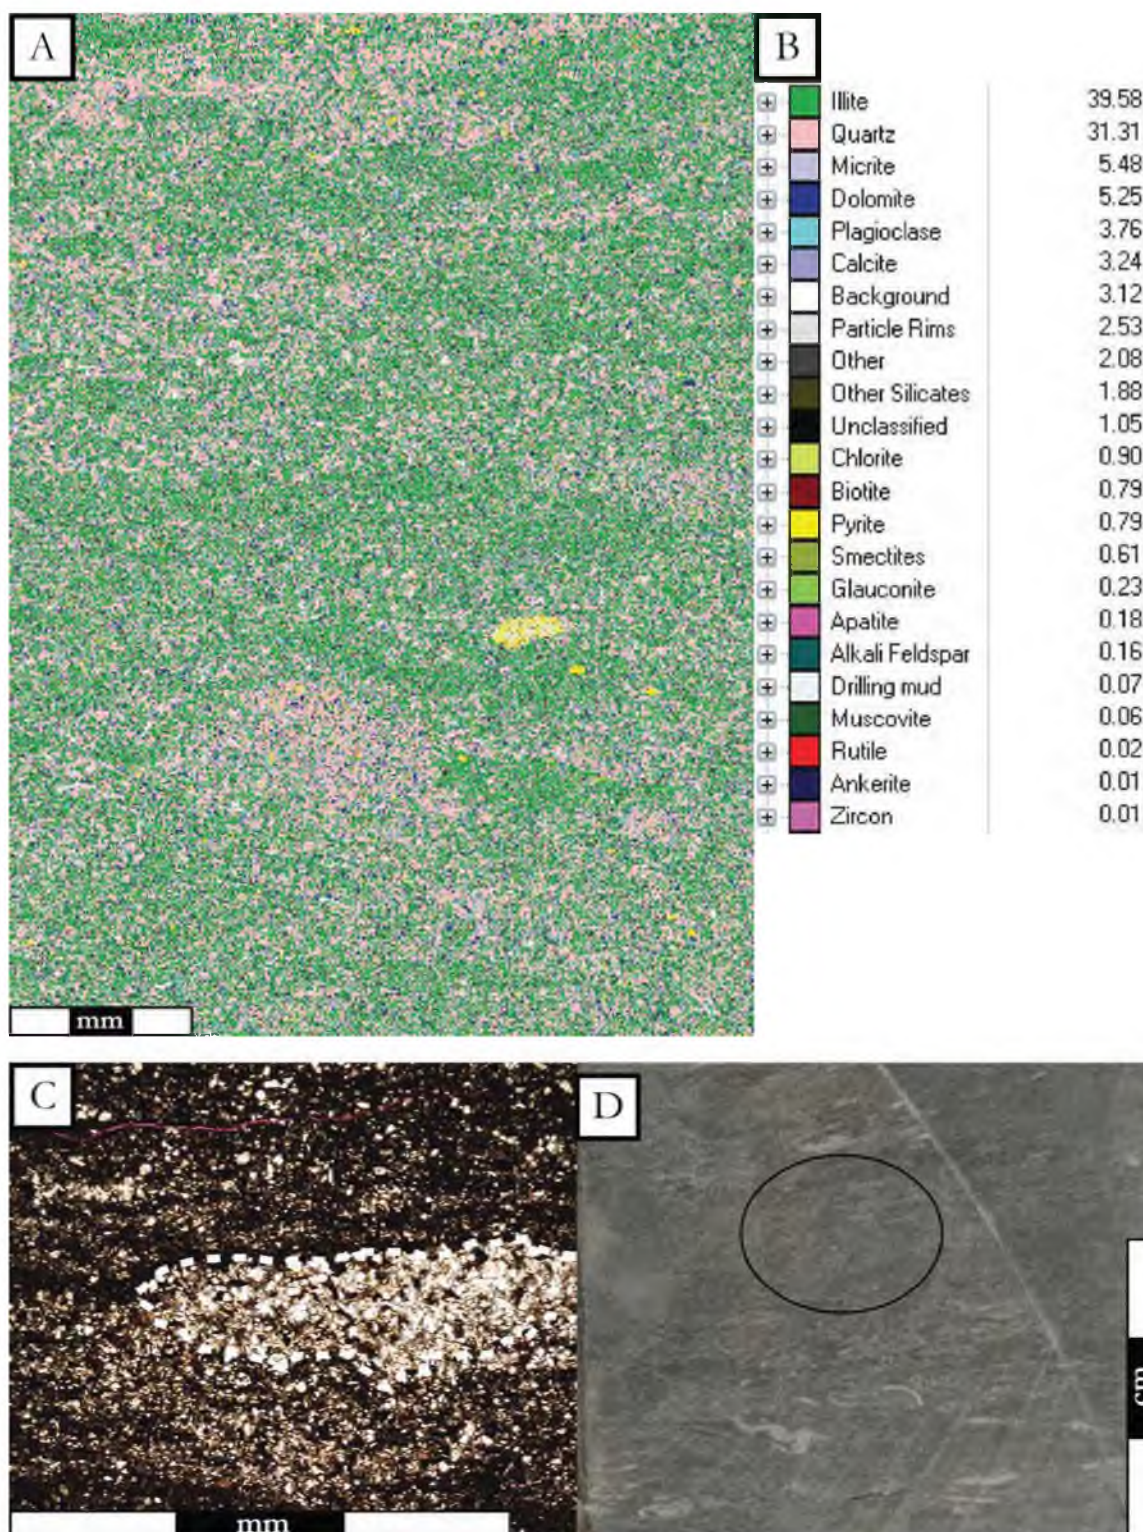 A
B
Illite 39.58
Quartz 31.31
Micrite 5.48
Dolomite 5.25
Plagioclase 3.76
Calcite 3.24
Background 3.12
Particle Rims 2.53
Other 2.08
Other Silicates 1.88
Unclassified 1.05
Chlorite 0.90
Biotite 0.79
Pyrite 0.79
Smectites 0.61
Glauconite 0.23
Apatite 0.18
Alkali Feldspar 0.16
Drilling mud 0.07
Muscovite 0.06
Rutile 0.02
Ankerite 0.01
Zircon 0.01
mm
C
D
mm
cm